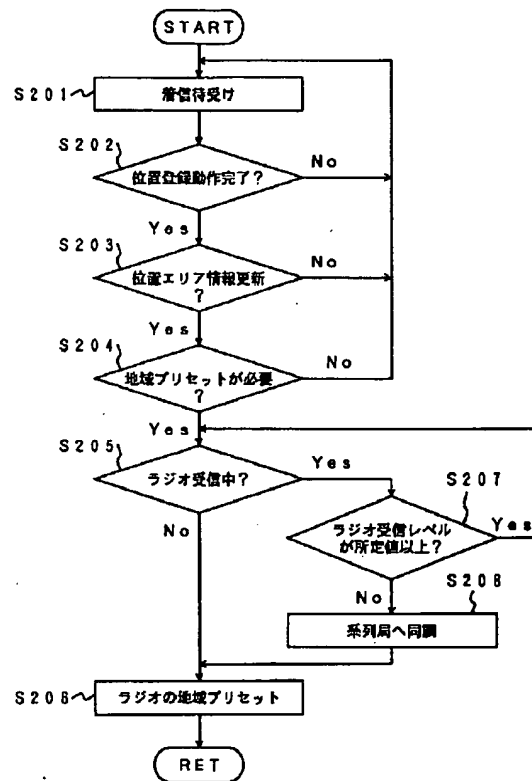 START
S201
着信待受け
S202
位置登録動作完了?
No
Yes
S203
位置エリア情報更新
?
No
Yes
S204
地域プリセットが必要
?
No
Yes
S205
ラジオ受信中?
Yes
No
S207
ラジオ受信レベル
が所定値以上?
Yes
No
S208
系列局へ同調
S206
ラジオの地域プリセット
RET